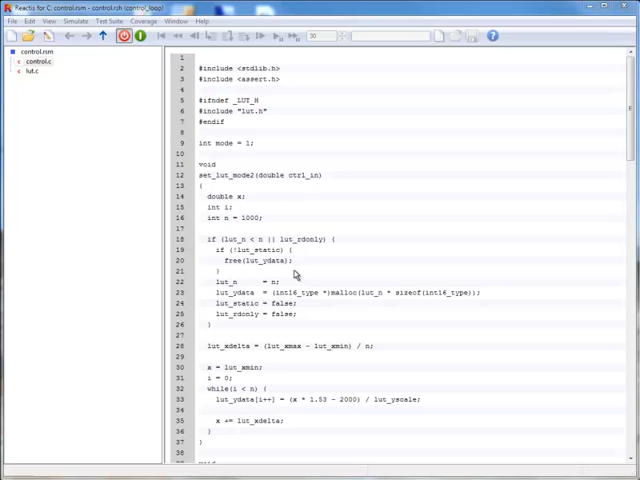 Reactis for C: control.rsm - control.rsh (control_loop)
File Edit View Simulate Test Suite Coverage Window Help
30
control.rsm
control.c
lut.c
1
2 #include <stdlib.h>
3 #include <assert.h>
4
5 #ifndef _LUT_H
6 #include "lut.h"
7 #endif
8
9 int mode = 1;
10
11 void
12 set_lut_mode2(double ctrl_in)
13 {
14 double x;
15 int i;
16 int n = 1000;
17
18 if (lut_n < n || lut_rdonly) {
19 if (!lut_static) {
20 free(lut_ydata);
21 }
22 lut_n = n;
23 lut_ydata = (int16_type *)malloc(lut_n * sizeof(int16_type));
24 lut_static = false;
25 lut_rdonly = false;
26 }
27
28 lut_xdelta = (lut_xmax - lut_xmin) / n;
29
30 x = lut_xmin;
31 i = 0;
32 while(i < n) {
33 lut_ydata[i++] = (x * 1.53 - 2000) / lut_yscale;
34
35 x += lut_xdelta;
36 }
37 }